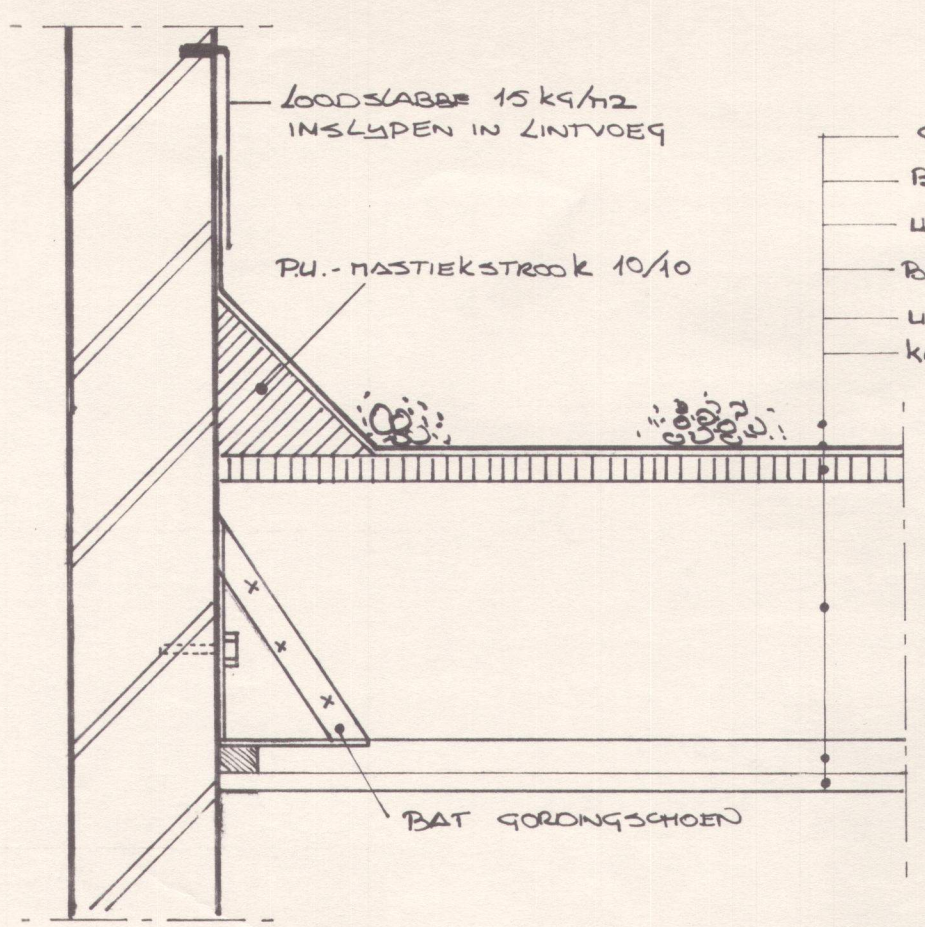 LOODSLABBE 15 KG/M2
INSLYPEN IN LINTVOEG
P.U.-MASTIEKSTROOK 10/10
BAT GORDINGSCHOEN